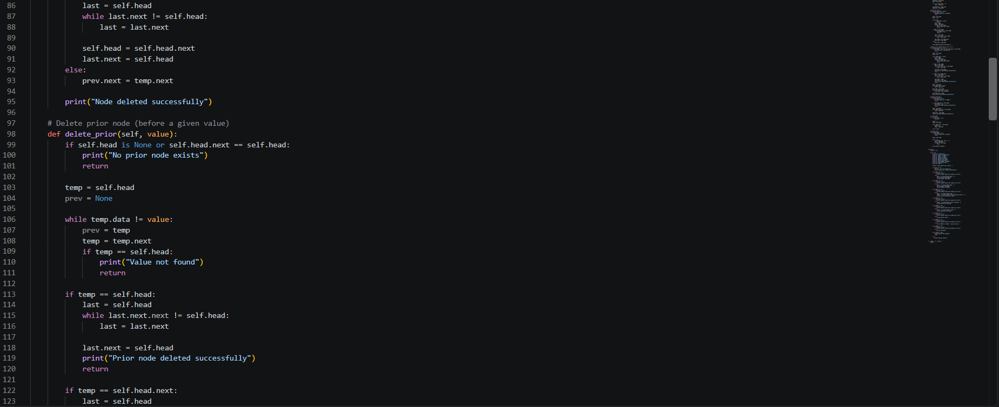 86 last = self.head
87 while last.next != self.head:
88 last = last.next
89
90 self.head = self.head.next
91 last.next = self.head
92 else:
93 prev.next = temp.next
94
95 print("Node deleted successfully")
96
97 # Delete prior node (before a given value)
98 def delete_prior(self, value):
99 if self.head is None or self.head.next == self.head:
100 print("No prior node exists")
101 return
102
103 temp = self.head
104 prev = None
105
106 while temp.data != value:
107 prev = temp
108 temp = temp.next
109 if temp == self.head:
110 print("Value not found")
111 return
112
113 if temp == self.head:
114 last = self.head
115 while last.next.next != self.head:
116 last = last.next
117
118 last.next = self.head
119 print("Prior node deleted successfully")
120 return
121
122 if temp == self.head.next:
123 last = self.head